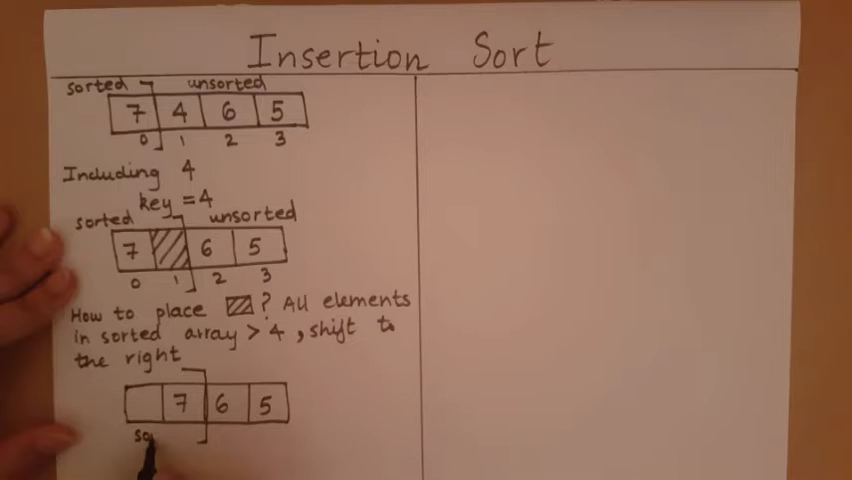 Insertion Sort
sorted unsorted
7 4 6 5
0 1 2 3
Including 4
key = 4
sorted unsorted
7 6 5
0 1 2 3
How to place ? All elements
in sorted array > 4, shift to
the right
7 6 5
so